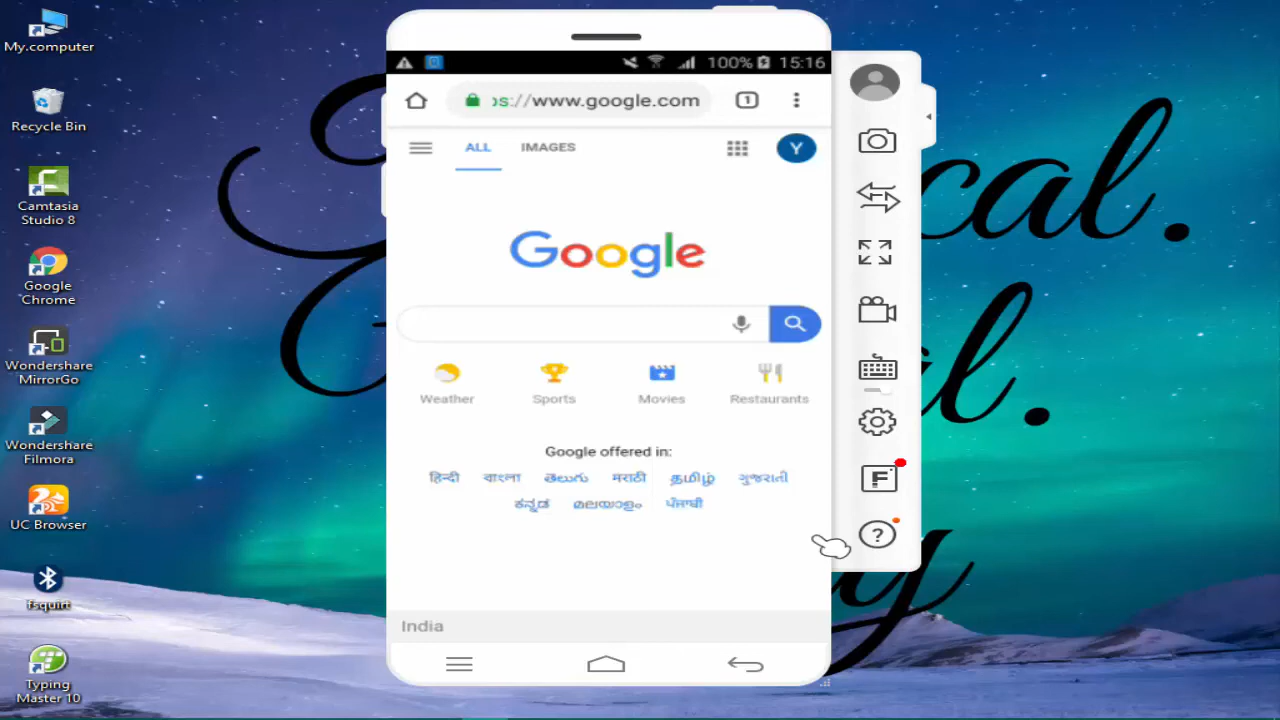 My.computer
Recycle Bin
Camtasia
Studio 8
Google
Chrome
Wondershare
MirrorGo
Wondershare
Filmora
UC Browser
fsquirt
Typing
Master 10
100% 15:16
ps://www.google.com
1
ALL IMAGES
Y
Google
Weather Sports Movies Restaurants
Google offered in:
हिन्दी বাংলা తెలుగు मराठी தமிழ் ગુજરાતી
ಕನ್ನಡ മലയാളം ਪੰਜਾਬੀ
India
F
?
cal.